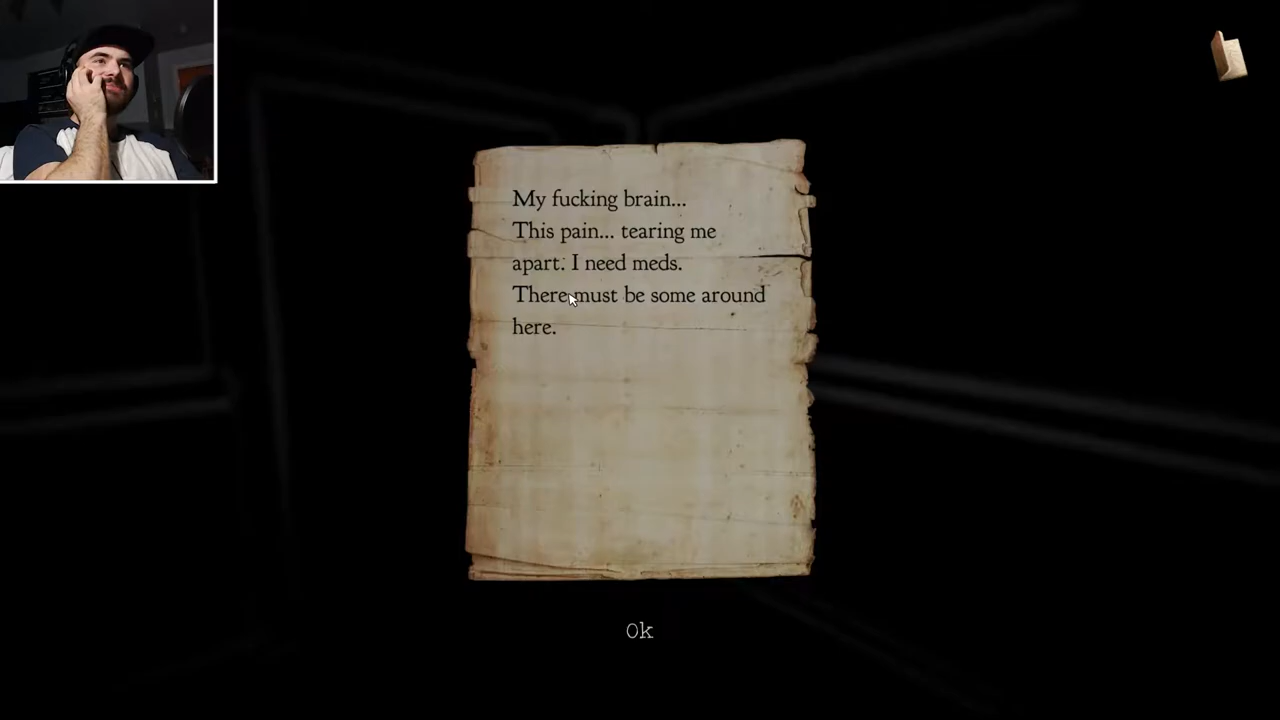 My fucking brain...
This pain... tearing me
apart. I need meds.
There must be some around
here.
Ok